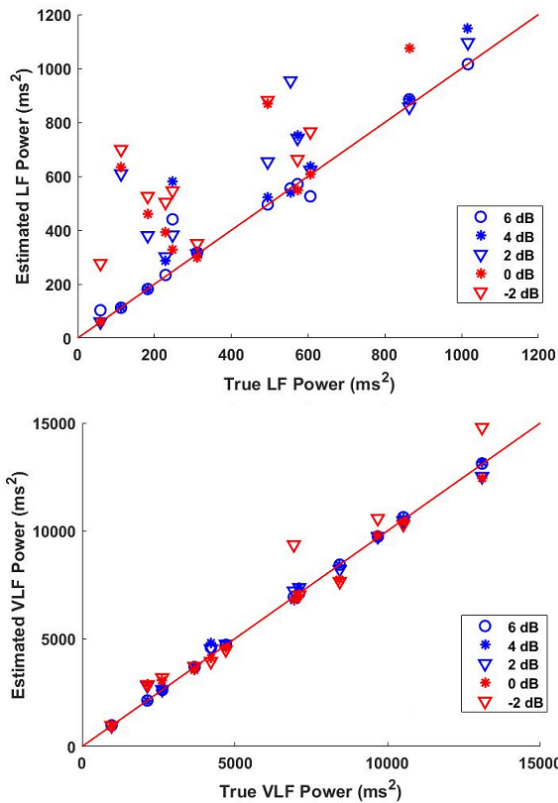 1200
1000
800
600
400
200
0
Estimated LF Power (ms²)
6 dB
4 dB
2 dB
0 dB
-2 dB
0 200 400 600 800 1000 1200
True LF Power (ms²)
15000
10000
5000
0
Estimated VLF Power (ms²)
6 dB
4 dB
2 dB
0 dB
-2 dB
0 5000 10000 1500
True VLF Power (ms²)